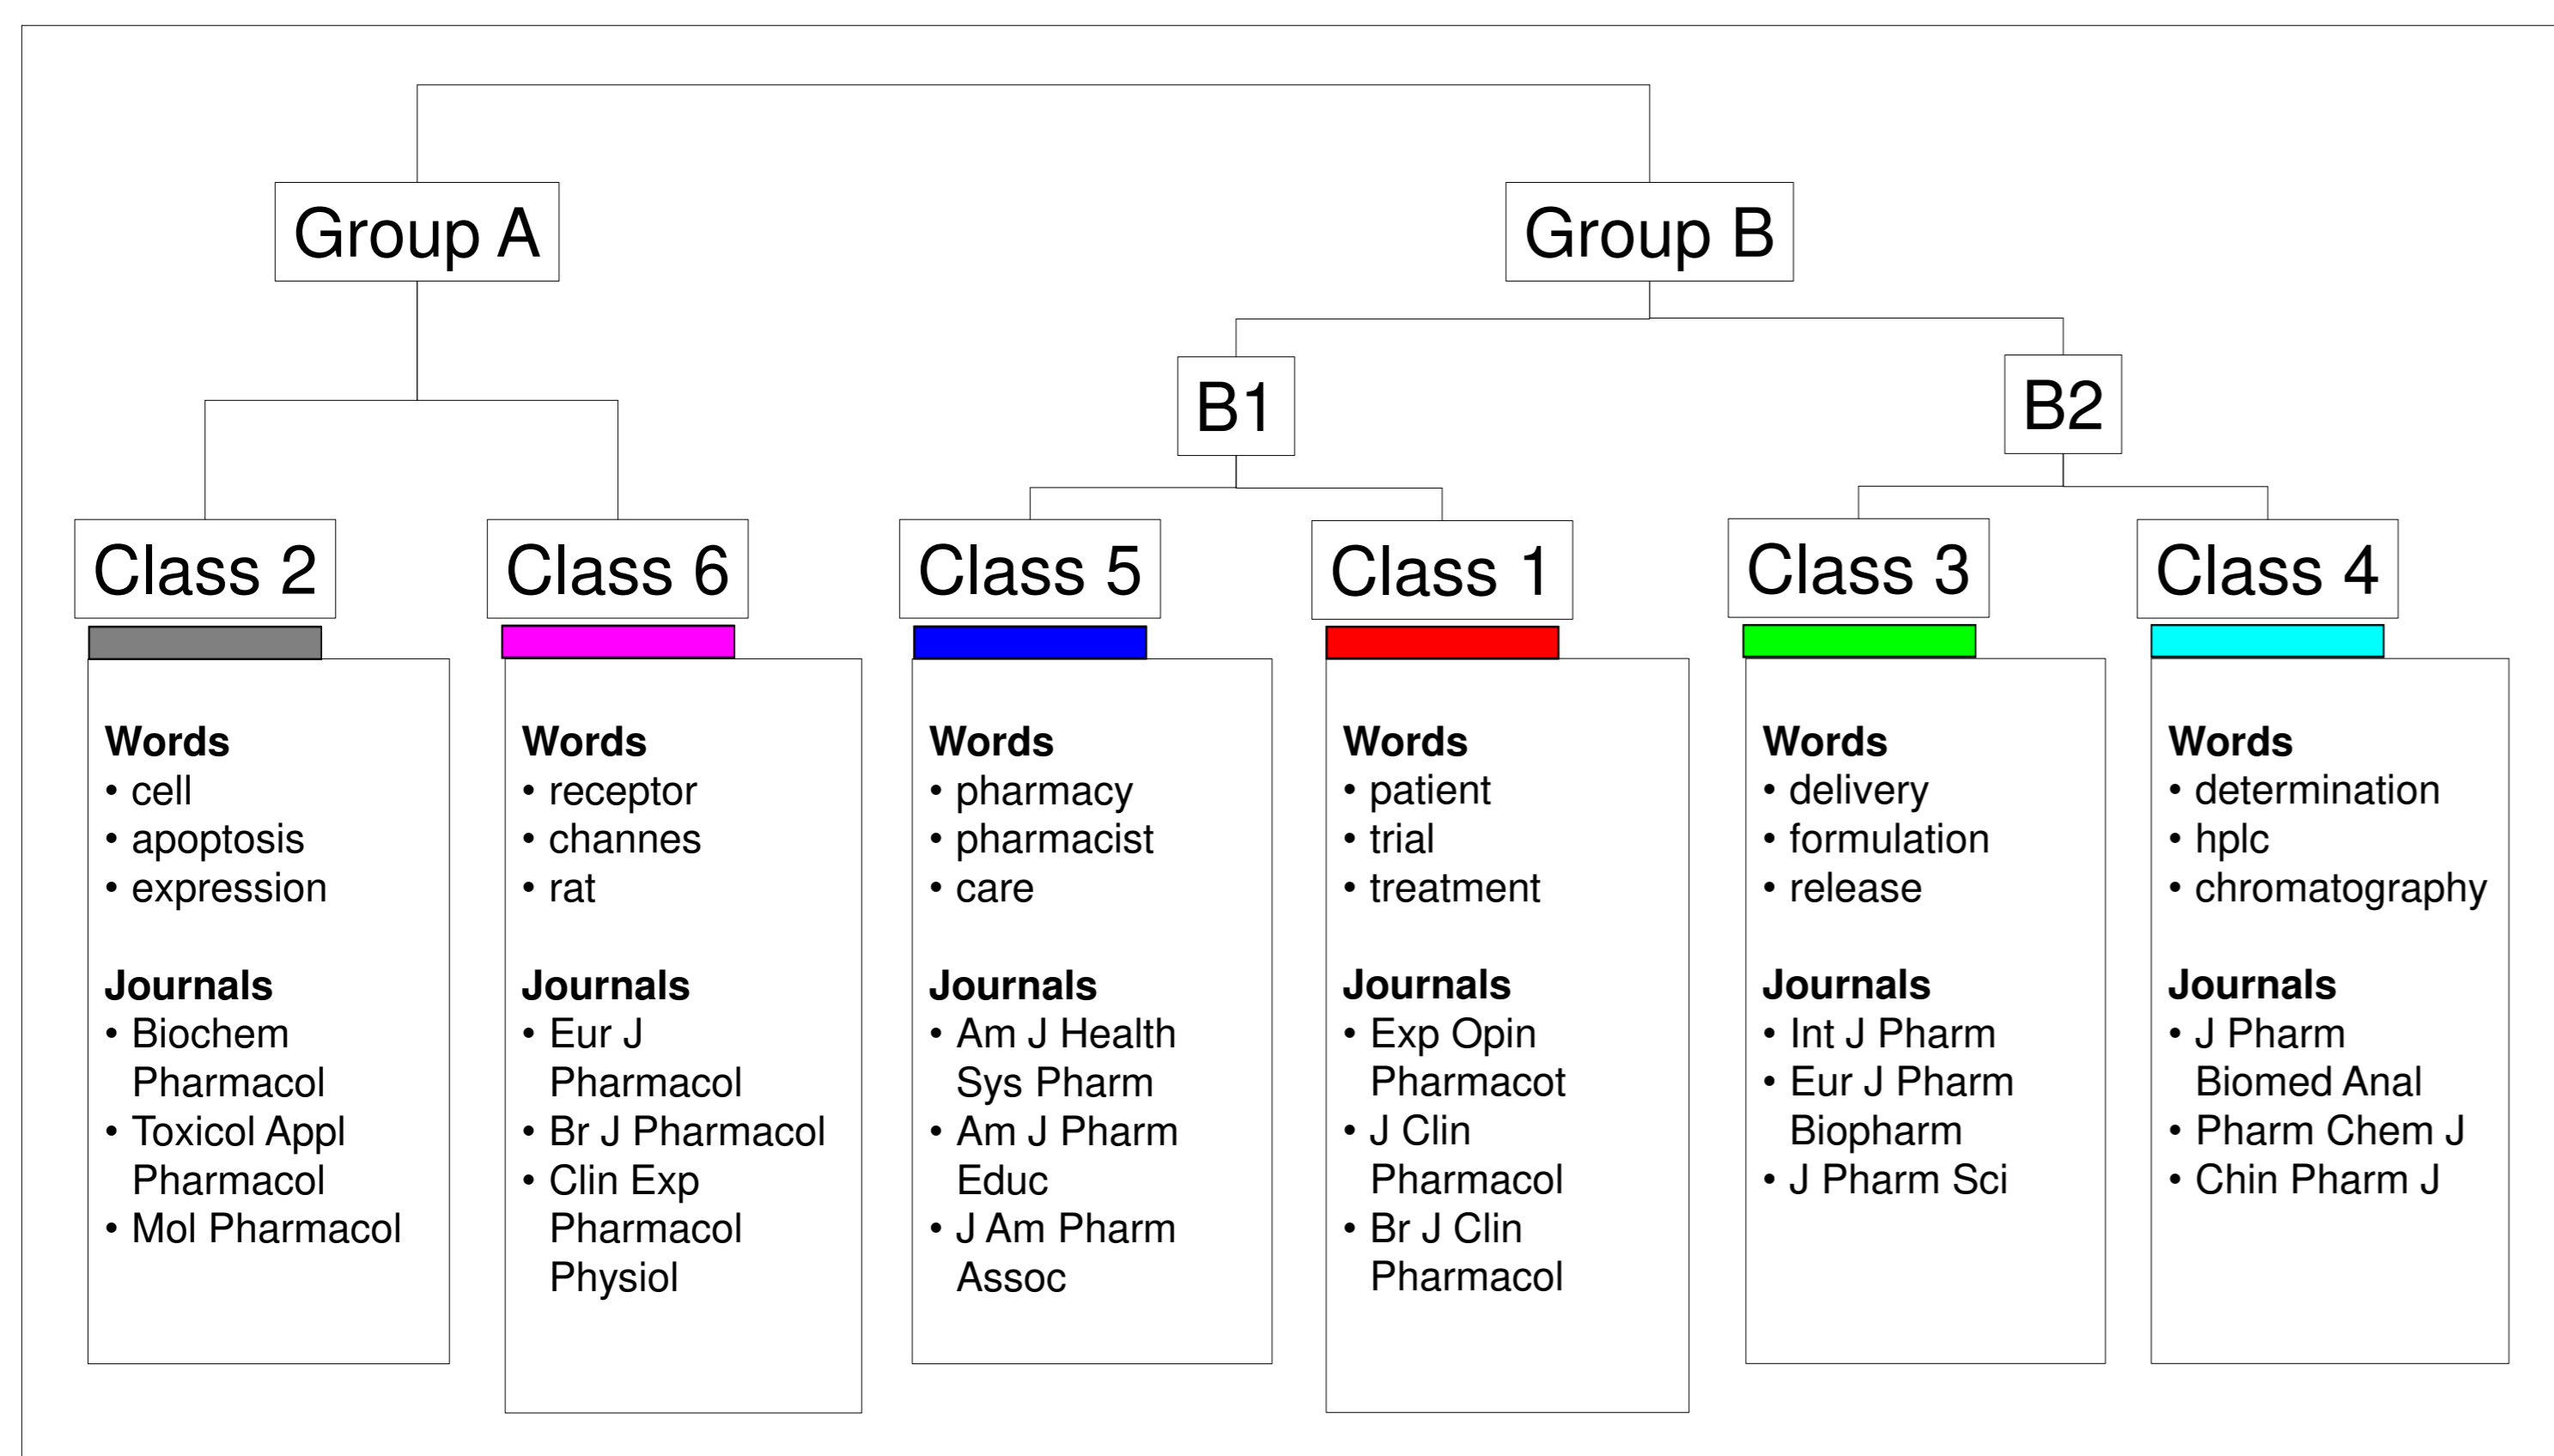 Group A
Group B
B1
B2
Class 2
Class 6
Class 5
Class 1
Class 3
Class 4
Words
• cell
• apoptosis
• expression
Journals
• Biochem
Pharmacol
• Toxicol Appl
Pharmacol
• Mol Pharmacol
Words
• receptor
• channes
• rat
Journals
• Eur J
Pharmacol
• Br J Pharmacol
• Clin Exp
Pharmacol
Physiol
Words
• pharmacy
• pharmacist
• care
Journals
• Am J Health
Sys Pharm
• Am J Pharm
Educ
• J Am Pharm
Assoc
Words
• patient
• trial
• treatment
Journals
• Exp Opin
Pharmacot
• J Clin
Pharmacol
• Br J Clin
Pharmacol
Words
• delivery
• formulation
• release
Journals
• Int J Pharm
• Eur J Pharm
Biopharm
• J Pharm Sci
Words
• determination
• hplc
• chromatography
Journals
• J Pharm
Biomed Anal
• Pharm Chem J
• Chin Pharm J